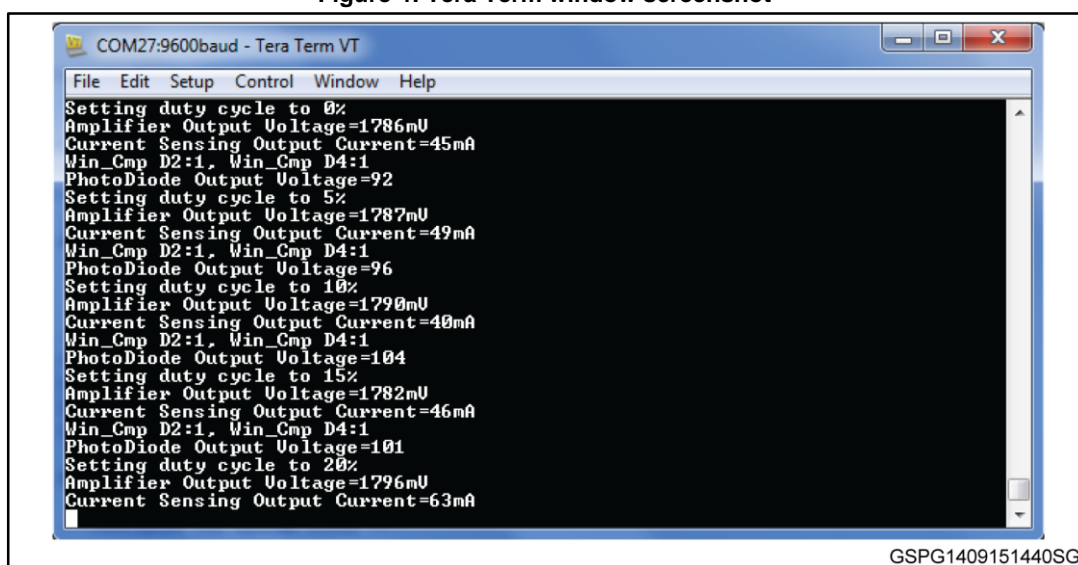 COM27:9600baud - Tera Term VT
File Edit Setup Control Window Help
Setting duty cycle to 0%
Amplifier Output Voltage=1786mV
Current Sensing Output Current=45mA
Win_Cmp D2:1, Win_Cmp D4:1
PhotoDiode Output Voltage=92
Setting duty cycle to 5%
Amplifier Output Voltage=1787mV
Current Sensing Output Current=49mA
Win_Cmp D2:1, Win_Cmp D4:1
PhotoDiode Output Voltage=96
Setting duty cycle to 10%
Amplifier Output Voltage=1790mV
Current Sensing Output Current=40mA
Win_Cmp D2:1, Win_Cmp D4:1
PhotoDiode Output Voltage=104
Setting duty cycle to 15%
Amplifier Output Voltage=1782mV
Current Sensing Output Current=46mA
Win_Cmp D2:1, Win_Cmp D4:1
PhotoDiode Output Voltage=101
Setting duty cycle to 20%
Amplifier Output Voltage=1796mV
Current Sensing Output Current=63mA
GSPG1409151440SG